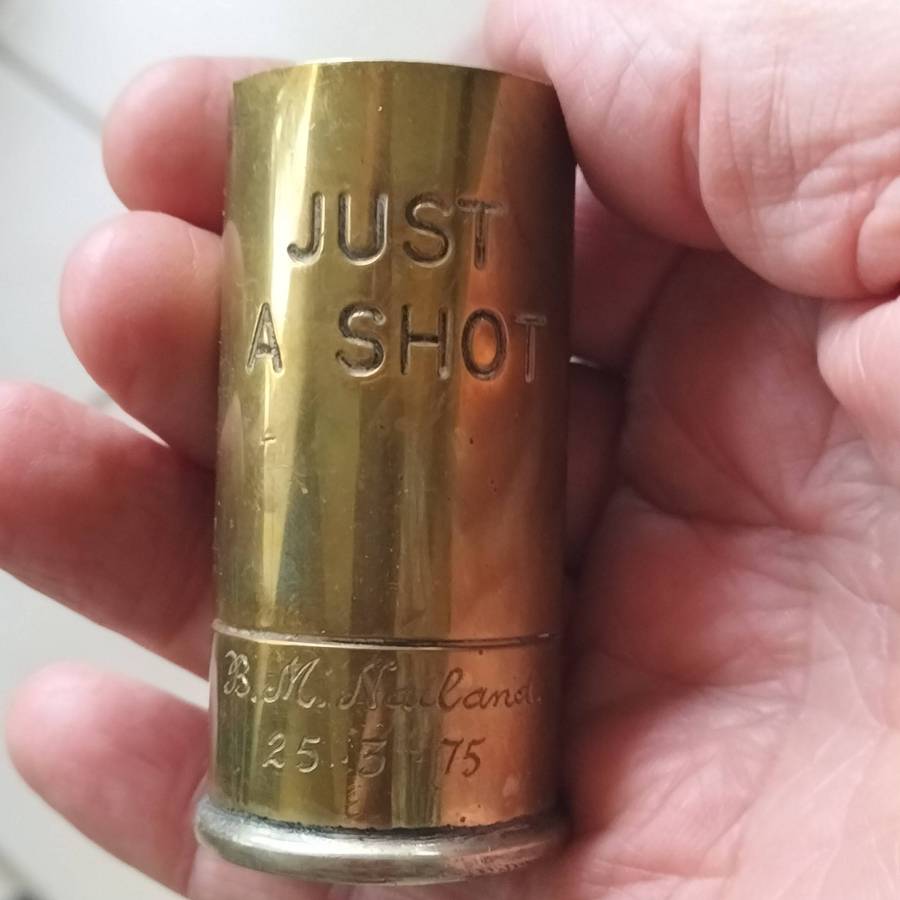 JUST
A SHOT
B. M. Nailand.
25.3.75